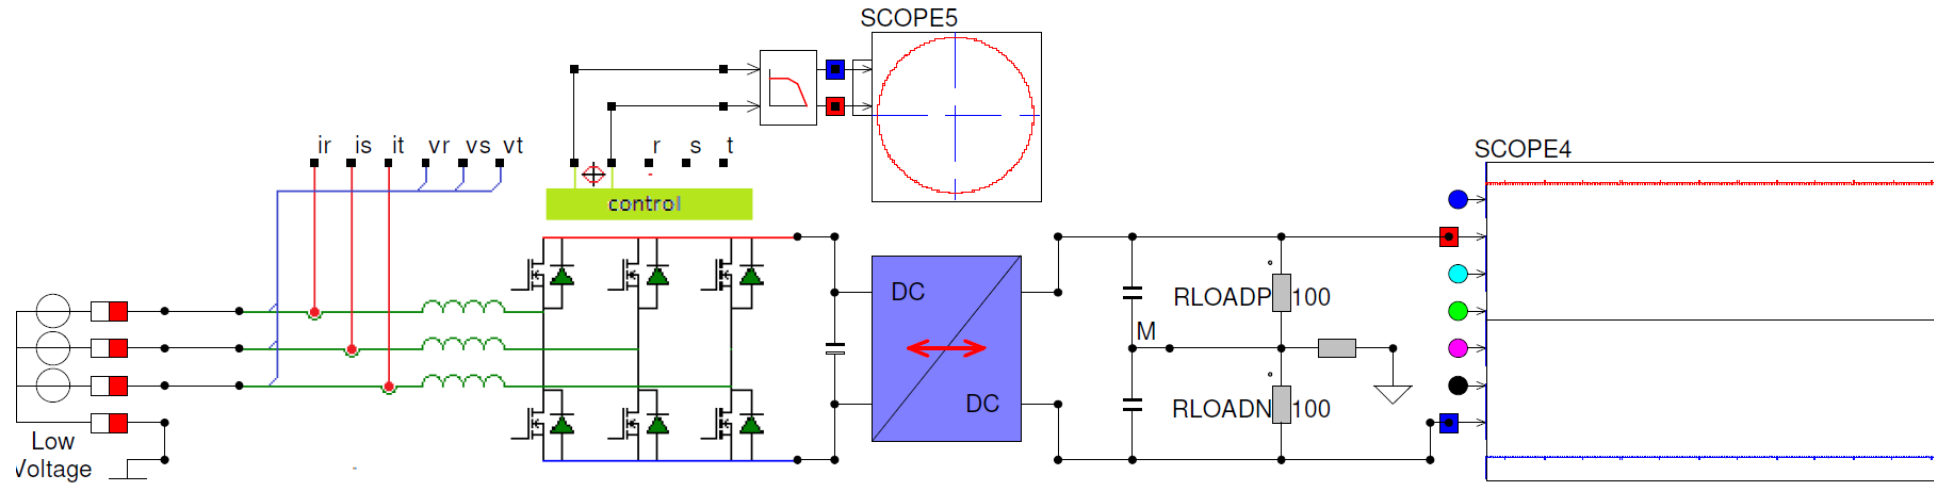 SCOPE5
ir is it vr vs vt
r s t
control
SCOPE4
DC
DC
RLOADP 100
M
RLOADN 100
Low
Voltage